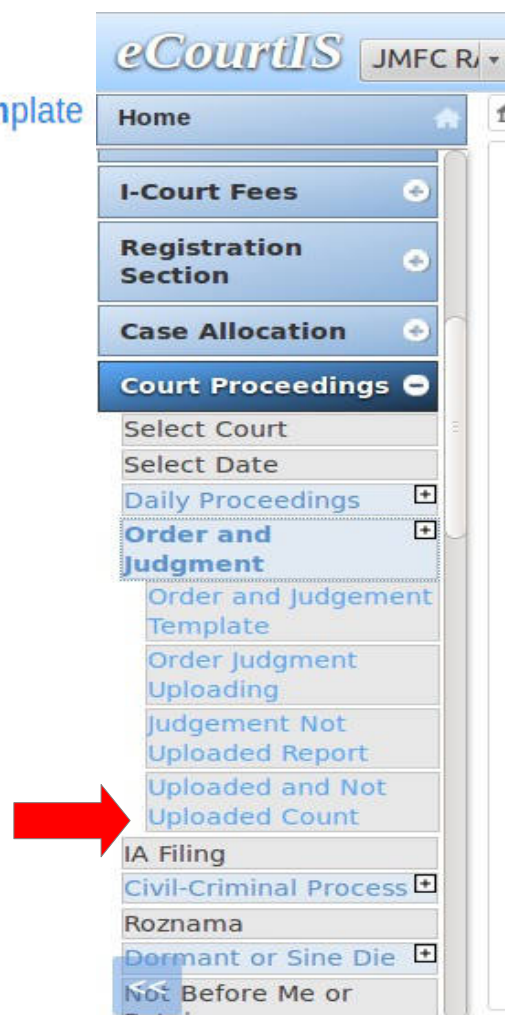 eCourtIS JMFC RA
nplate
Home
I-Court Fees
Registration
Section
Case Allocation
Court Proceedings
Select Court
Select Date
Daily Proceedings
Order and
Judgment
Order and Judgement
Template
Order Judgment
Uploading
Judgement Not
Uploaded Report
Uploaded and Not
Uploaded Count
IA Filing
Civil-Criminal Process
Roznama
Dormant or Sine Die
<<
Not Before Me or